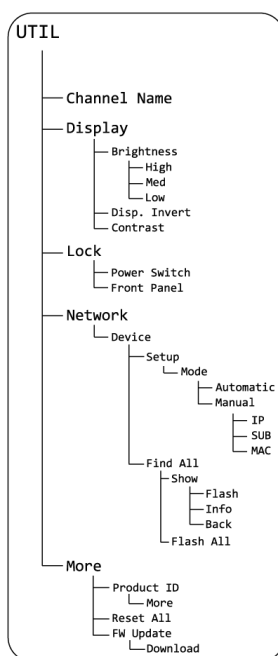 UTIL
Channel Name
Display
Brightness
High
Med
Low
Disp. Invert
Contrast
Lock
Power Switch
Front Panel
Network
Device
Setup
Mode
Automatic
Manual
IP
SUB
MAC
Find All
Show
Flash
Info
Back
Flash All
More
Product ID
More
Reset All
FW Update
Download